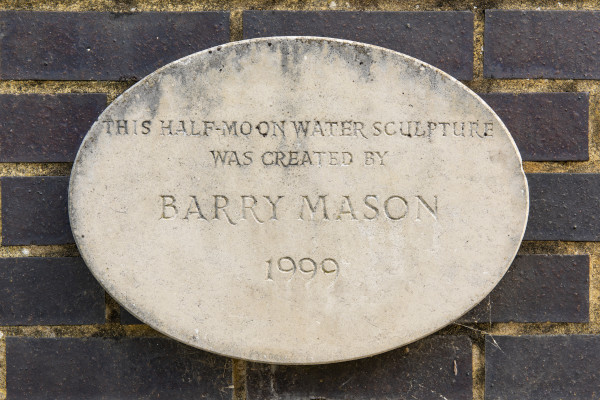 THIS HALF-MOON WATER SCULPTURE
WAS CREATED BY
BARRY MASON
1999